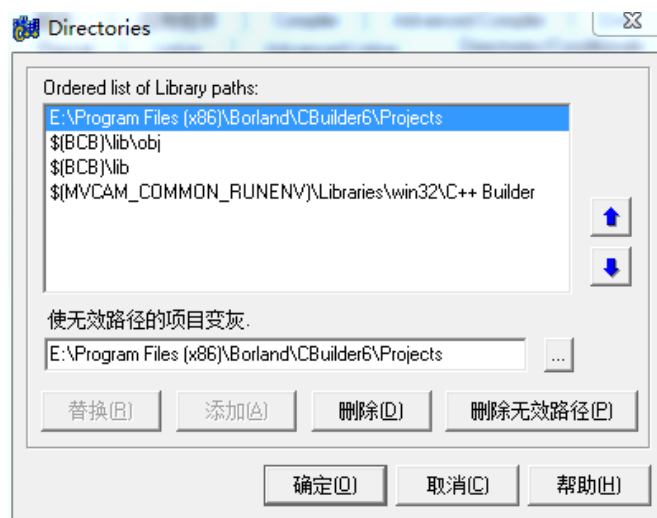 Directories
Ordered list of Library paths:
E:\Program Files (x86)\Borland\CBuilder6\Projects
$(BCB)\lib\obj
$(BCB)\lib
$(MVCAM_COMMON_RUNENV)\Libraries\win32\C++ Builder
使无效路径的项目变灰.
E:\Program Files (x86)\Borland\CBuilder6\Projects
...
替换(R) 添加(A) 删除(D) 删除无效路径(P)
确定(O) 取消(C) 帮助(H)